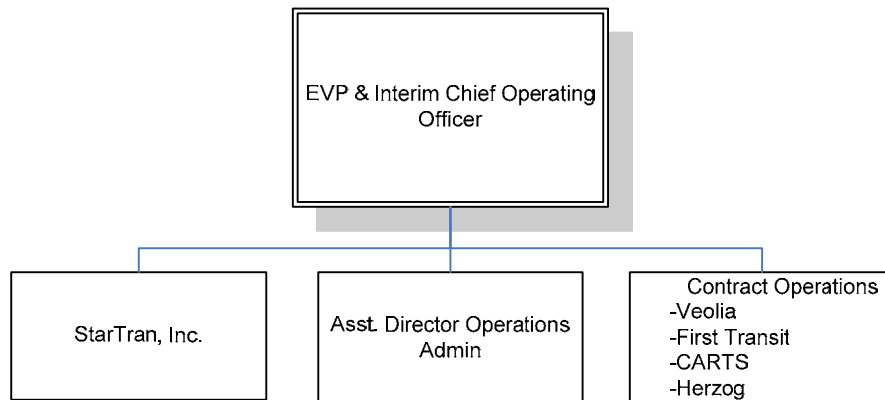 EVP & Interim Chief Operating
Officer
StarTran, Inc.
Asst. Director Operations
Admin
Contract Operations
-Veolia
-First Transit
-CARTS
-Herzog